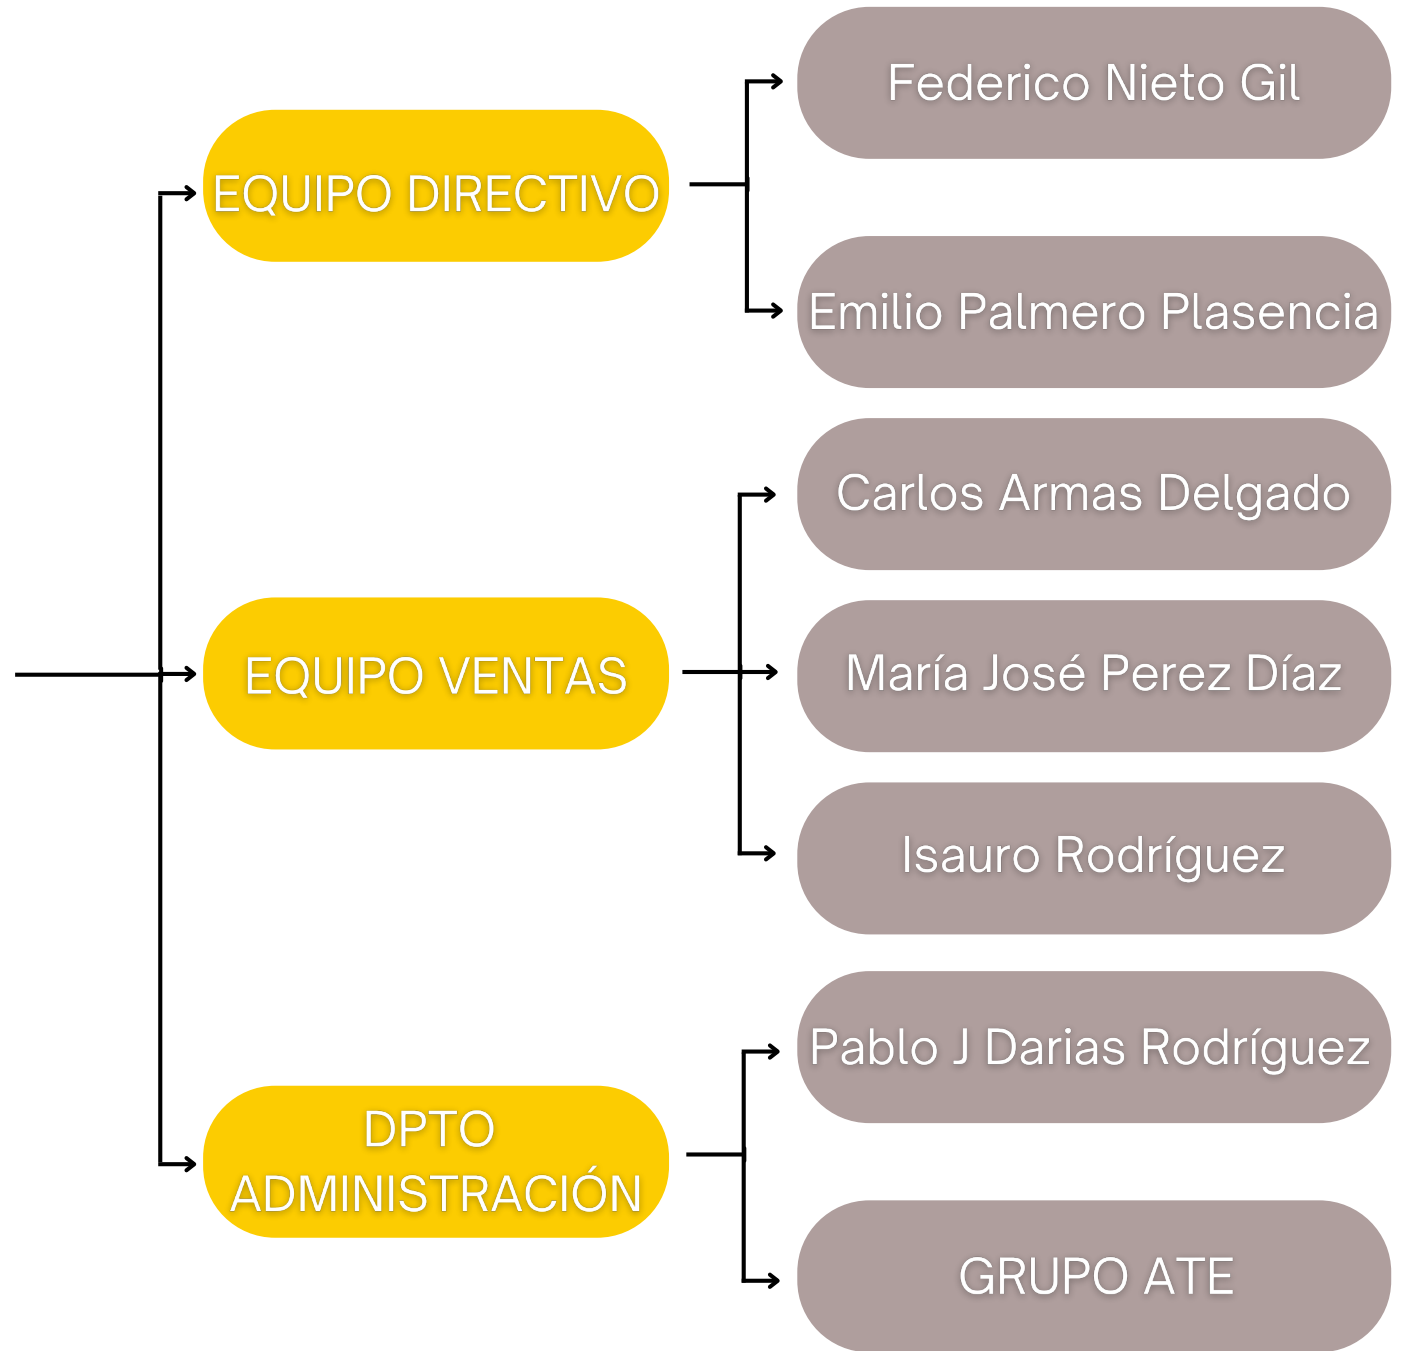 EQUIPO DIRECTIVO
Federico Nieto Gil
Emilio Palmero Plasencia
EQUIPO VENTAS
Carlos Armas Delgado
María José Perez Díaz
Isauro Rodríguez
DPTO
ADMINISTRACIÓN
Pablo J Darias Rodríguez
GRUPO ATE